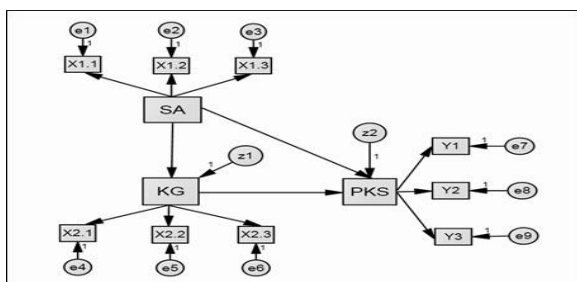 e1 e2 e3
1 1 1
X1.1 X1.2 X1.3
SA
z1 z2
1 1
KG PKS
Y1 1 e7
Y2 1 e8
Y3 1 e9
X2.1 X2.2 X2.3
1 1 1
e4 e5 e6